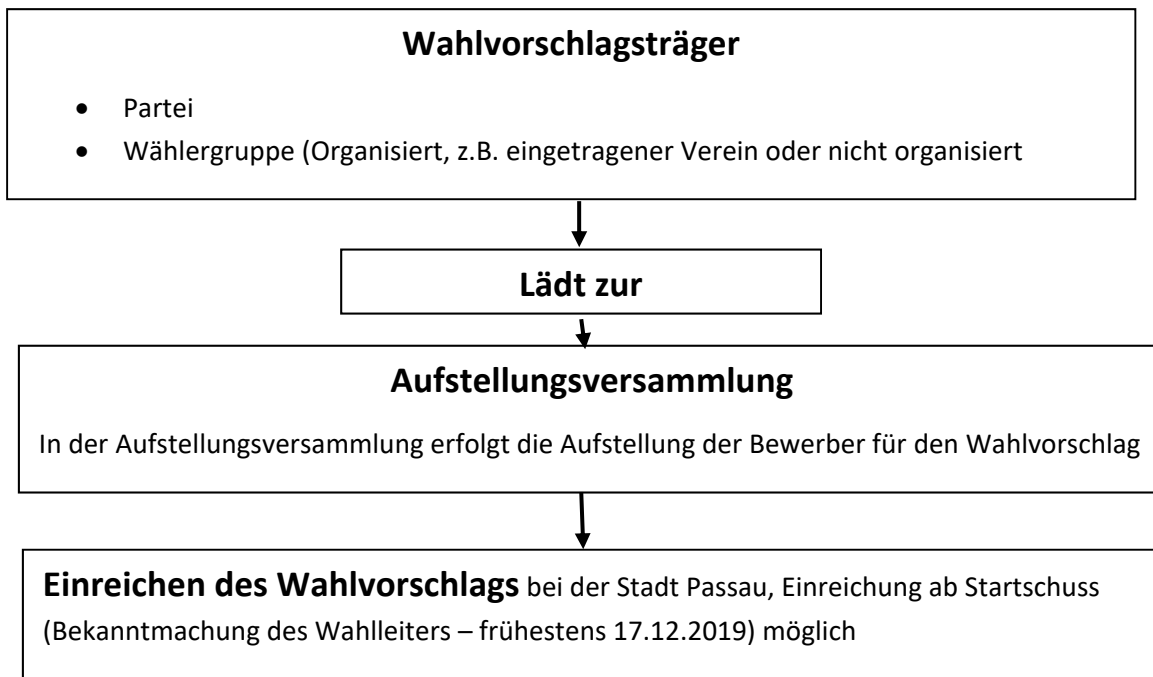 Wahlvorschlagsträger
• Partei
• Wählergruppe (Organisiert, z.B. eingetragener Verein oder nicht organisiert
Lädt zur
Aufstellungsversammlung
In der Aufstellungsversammlung erfolgt die Aufstellung der Bewerber für den Wahlvorschlag
Einreichen des Wahlvorschlags bei der Stadt Passau, Einreichung ab Startschuss
(Bekanntmachung des Wahlleiters – frühestens 17.12.2019) möglich